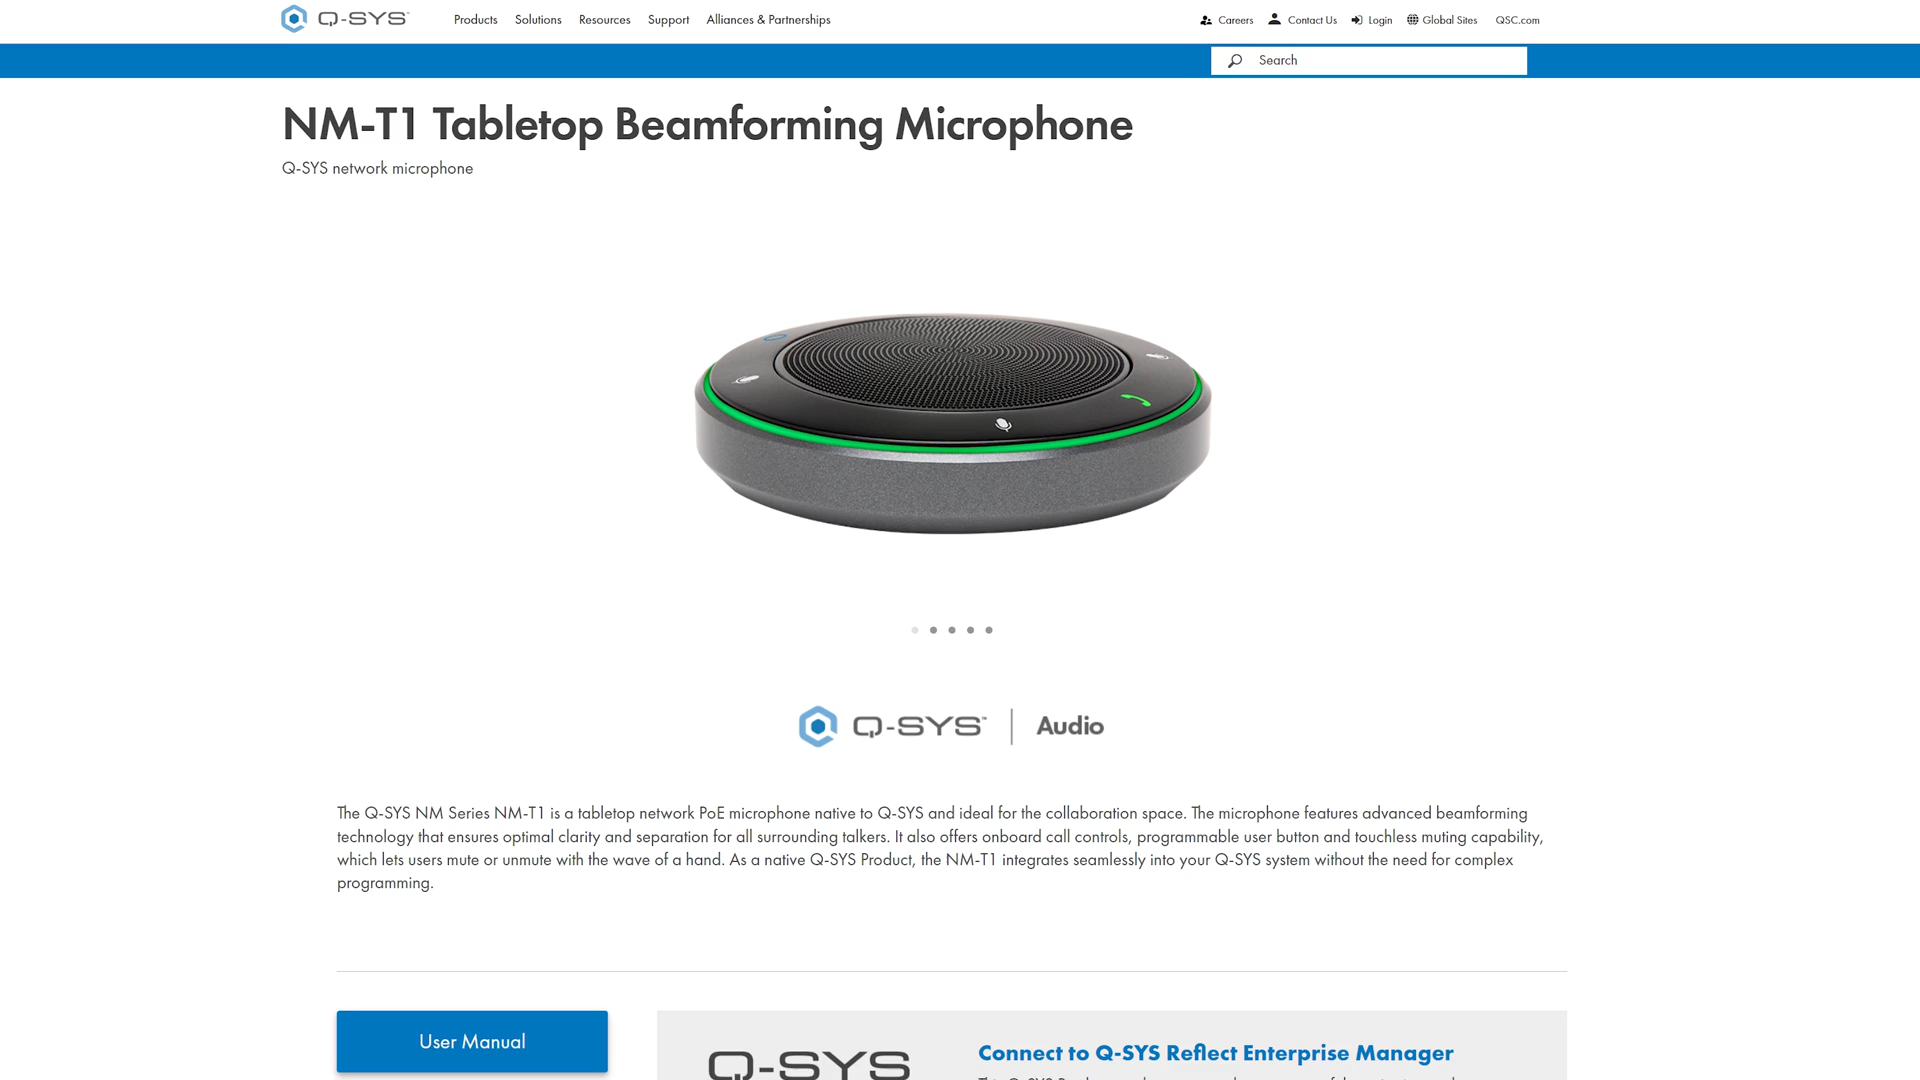 Q-SYS™
Products Solutions Resources Support Alliances & Partnerships
Careers Contact Us Login Global Sites QSC.com
Search
NM-T1 Tabletop Beamforming Microphone
Q-SYS network microphone
Q-SYS™ | Audio
The Q-SYS NM Series NM-T1 is a tabletop network PoE microphone native to Q-SYS and ideal for the collaboration space. The microphone features advanced beamforming
technology that ensures optimal clarity and separation for all surrounding talkers. It also offers onboard call controls, programmable user button and touchless muting capability,
which lets users mute or unmute with the wave of a hand. As a native Q-SYS Product, the NM-T1 integrates seamlessly into your Q-SYS system without the need for complex
programming.
User Manual
Q-SYS
Connect to Q-SYS Reflect Enterprise Manager